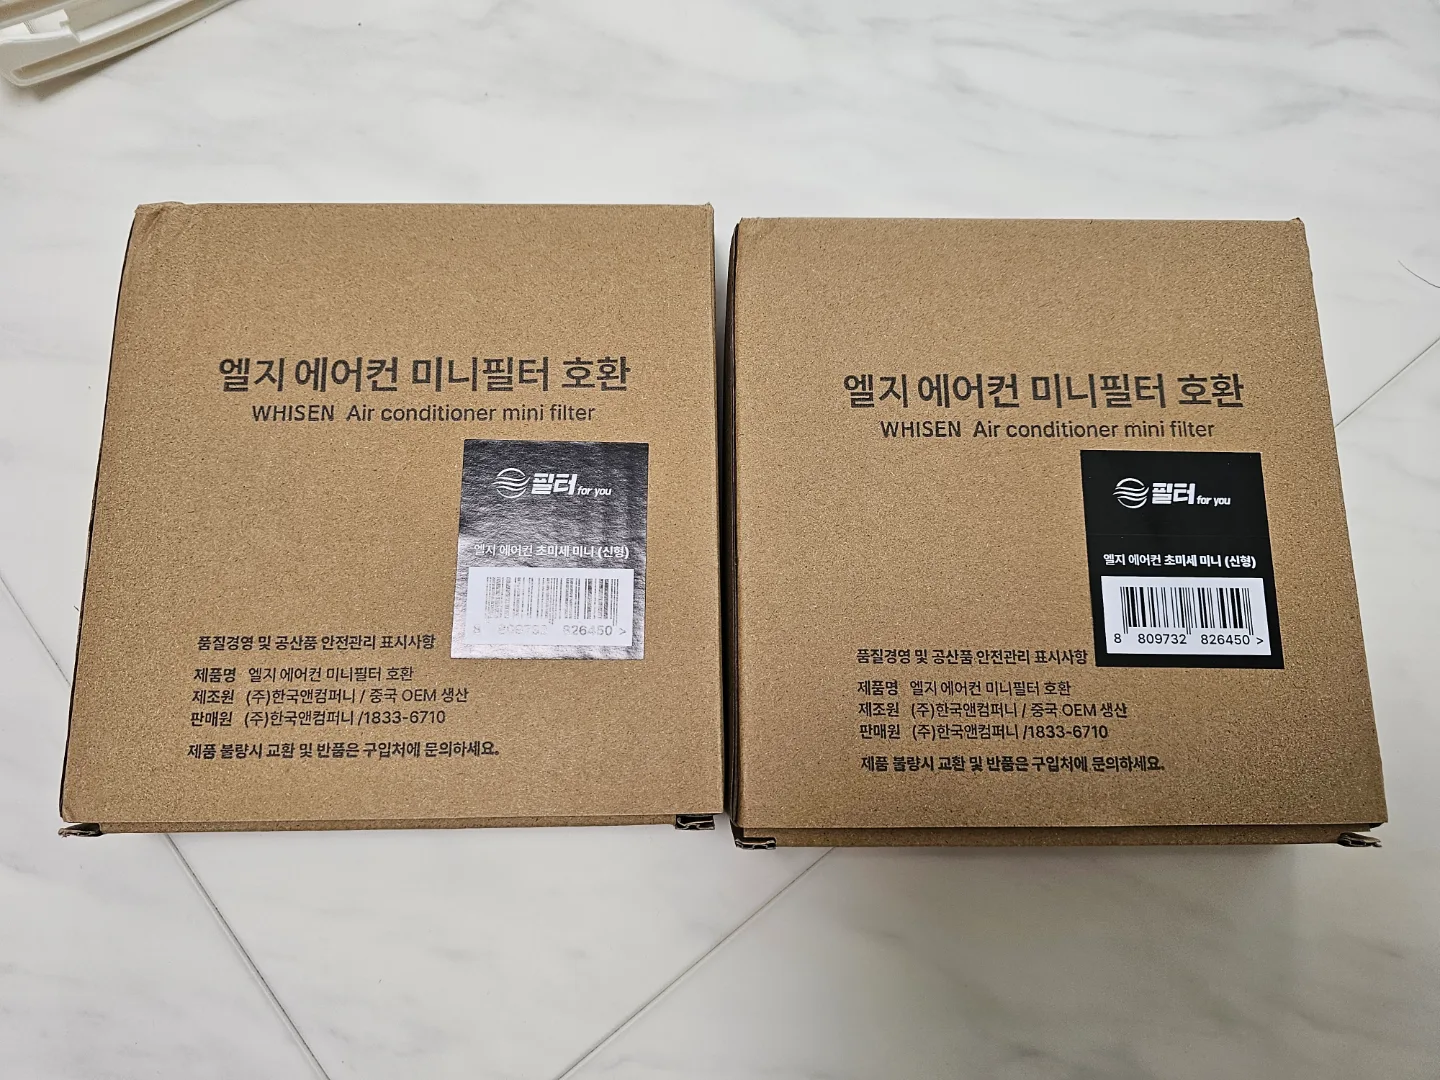 엘지 에어컨 미니필터 호환
WHISEN Air conditioner mini filter
필터 for you
엘지 에어컨 초미세 미니 (신형)
8 809732 826450 >
품질경영 및 공산품 안전관리 표시사항
제품명 엘지 에어컨 미니필터 호환
제조원 (주)한국앤컴퍼니 / 중국 OEM 생산
판매원 (주)한국앤컴퍼니 /1833-6710
제품 불량시 교환 및 반품은 구입처에 문의하세요.
엘지 에어컨 미니필터 호환
WHISEN Air conditioner mini filter
필터 for you
엘지 에어컨 초미세 미니 (신형)
8 809732 826450 >
품질경영 및 공산품 안전관리 표시사항
제품명 엘지 에어컨 미니필터 호환
제조원 (주)한국앤컴퍼니 / 중국 OEM 생산
판매원 (주)한국앤컴퍼니 /1833-6710
제품 불량시 교환 및 반품은 구입처에 문의하세요.